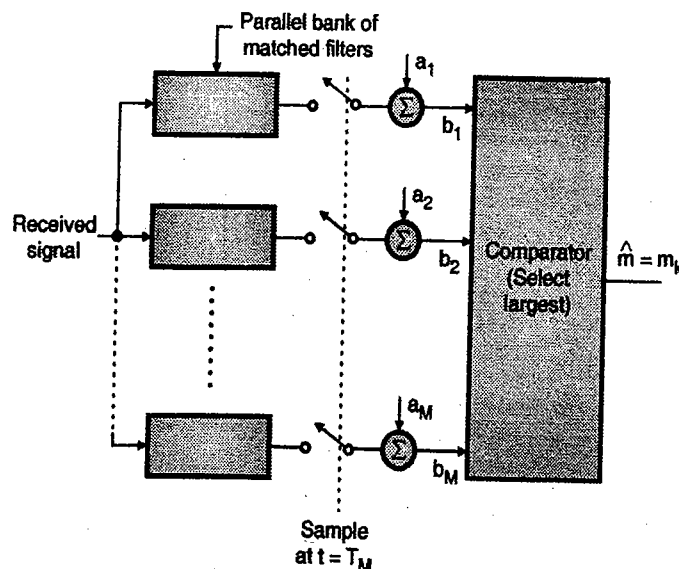 Parallel bank of
matched filters
a1
Σ
b1
Received
signal
a2
Σ
b2
Comparator
(Select
largest)
m̂ = mk
aM
Σ
bM
Sample
at t = TM